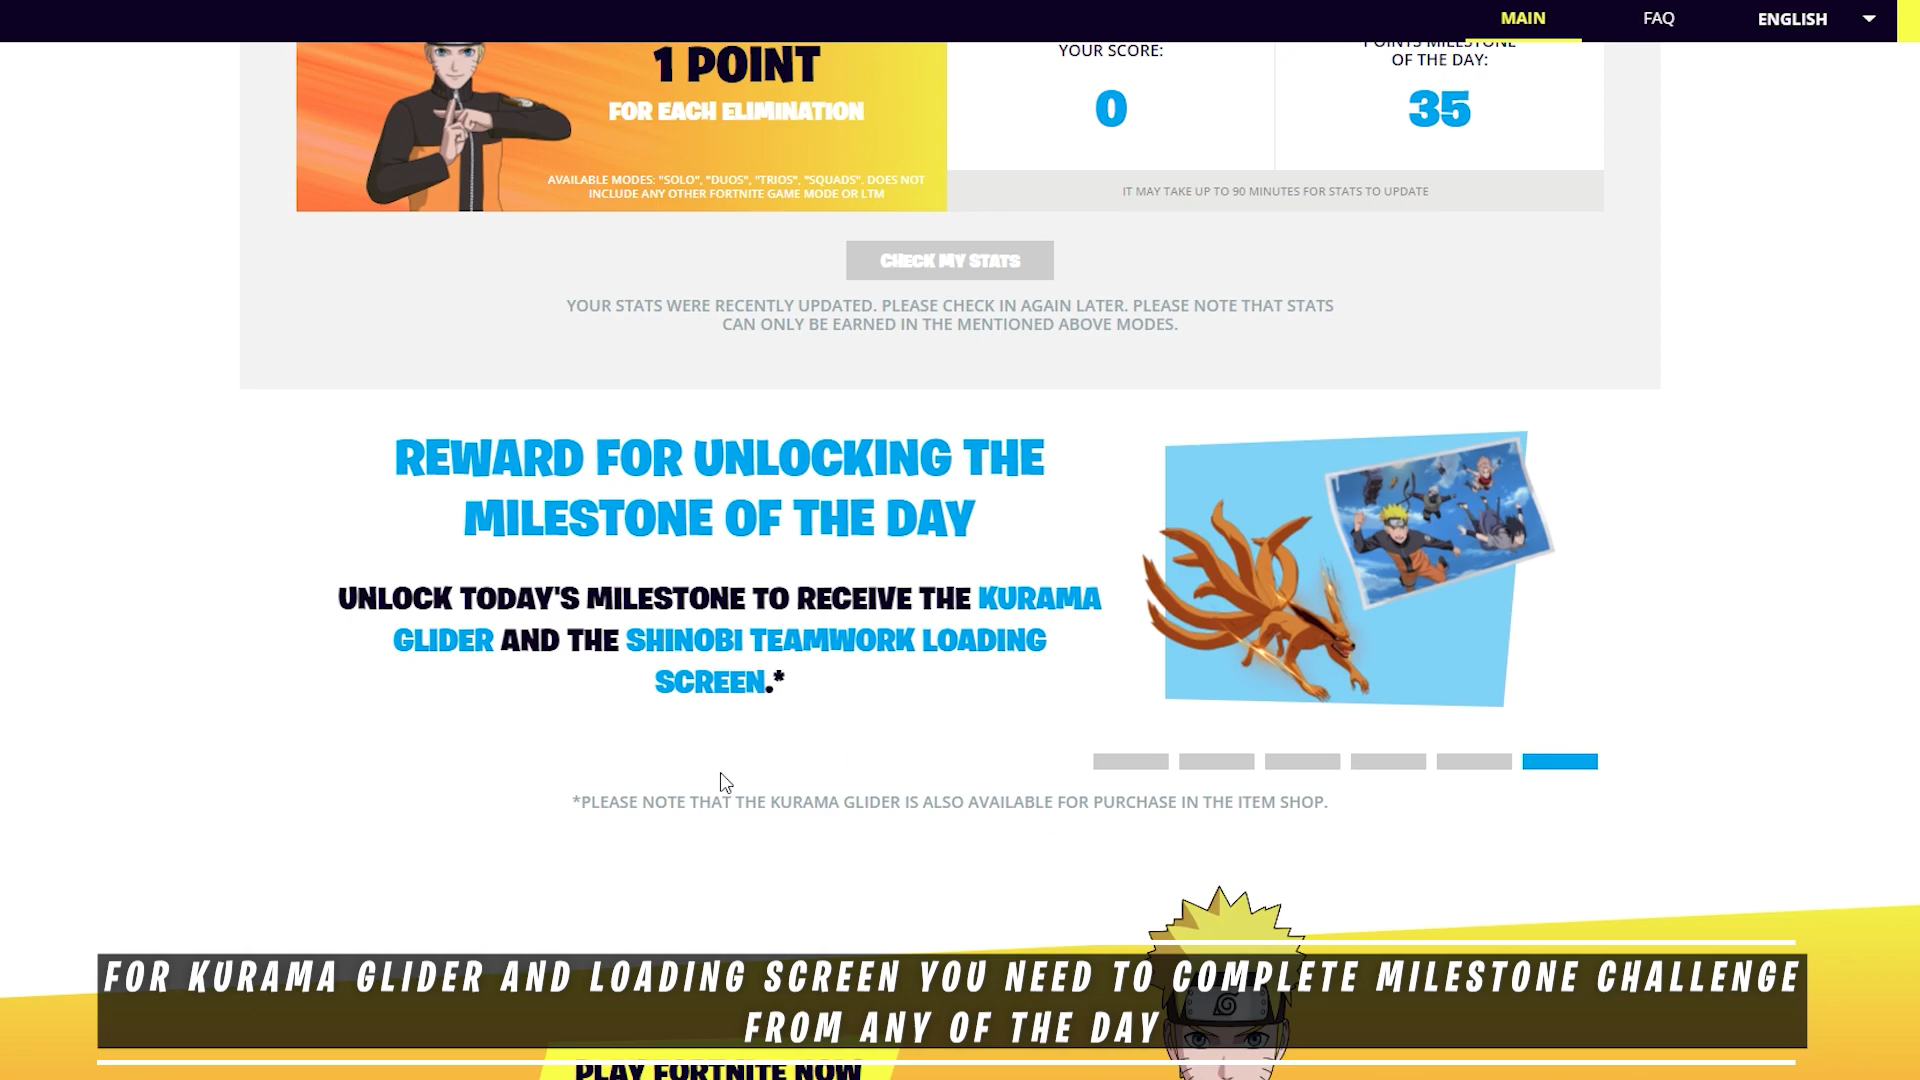 MAIN
FAQ
ENGLISH
1 POINT
FOR EACH ELIMINATION
AVAILABLE MODES: "SOLO", "DUOS", "TRIOS", "SQUADS". DOES NOT
INCLUDE ANY OTHER FORTNITE GAME MODE OR LTM
YOUR SCORE:
0
POINTS MILESTONE
OF THE DAY:
35
IT MAY TAKE UP TO 90 MINUTES FOR STATS TO UPDATE
CHECK MY STATS
YOUR STATS WERE RECENTLY UPDATED. PLEASE CHECK IN AGAIN LATER. PLEASE NOTE THAT STATS
CAN ONLY BE EARNED IN THE MENTIONED ABOVE MODES.
REWARD FOR UNLOCKING THE
MILESTONE OF THE DAY
UNLOCK TODAY'S MILESTONE TO RECEIVE THE KURAMA
GLIDER AND THE SHINOBI TEAMWORK LOADING
SCREEN.*
*PLEASE NOTE THAT THE KURAMA GLIDER IS ALSO AVAILABLE FOR PURCHASE IN THE ITEM SHOP.
FOR KURAMA GLIDER AND LOADING SCREEN YOU NEED TO COMPLETE MILESTONE CHALLENGE
FROM ANY OF THE DAY
PLAY FORTNITE NOW